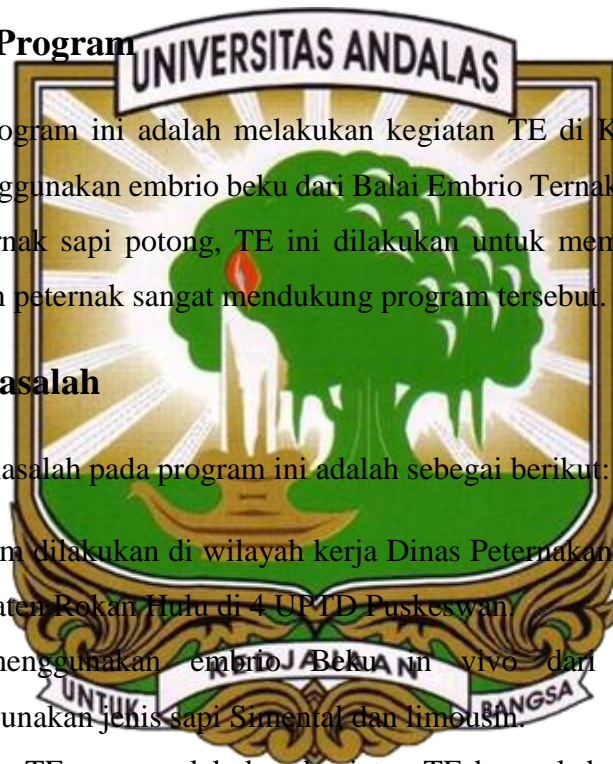 Program
UNIVERSITAS ANDALAS
ogram ini adalah melakukan kegiatan TE di K
ggunakan embrio beku dari Balai Embrio Ternak
rnak sapi potong, TE ini dilakukan untuk mem
n peternak sangat mendukung program tersebut.
asalah
asalah pada program ini adalah sebegai berikut:
m dilakukan di wilayah kerja Dinas Peternakan
aten Rokan Hulu di 4 UPTD Puskeswan.
menggunakan embrio Beku in vivo dari
UNTUK KEDJAJAAN BANGSA
unakan jenis sapi Simental dan limousin.